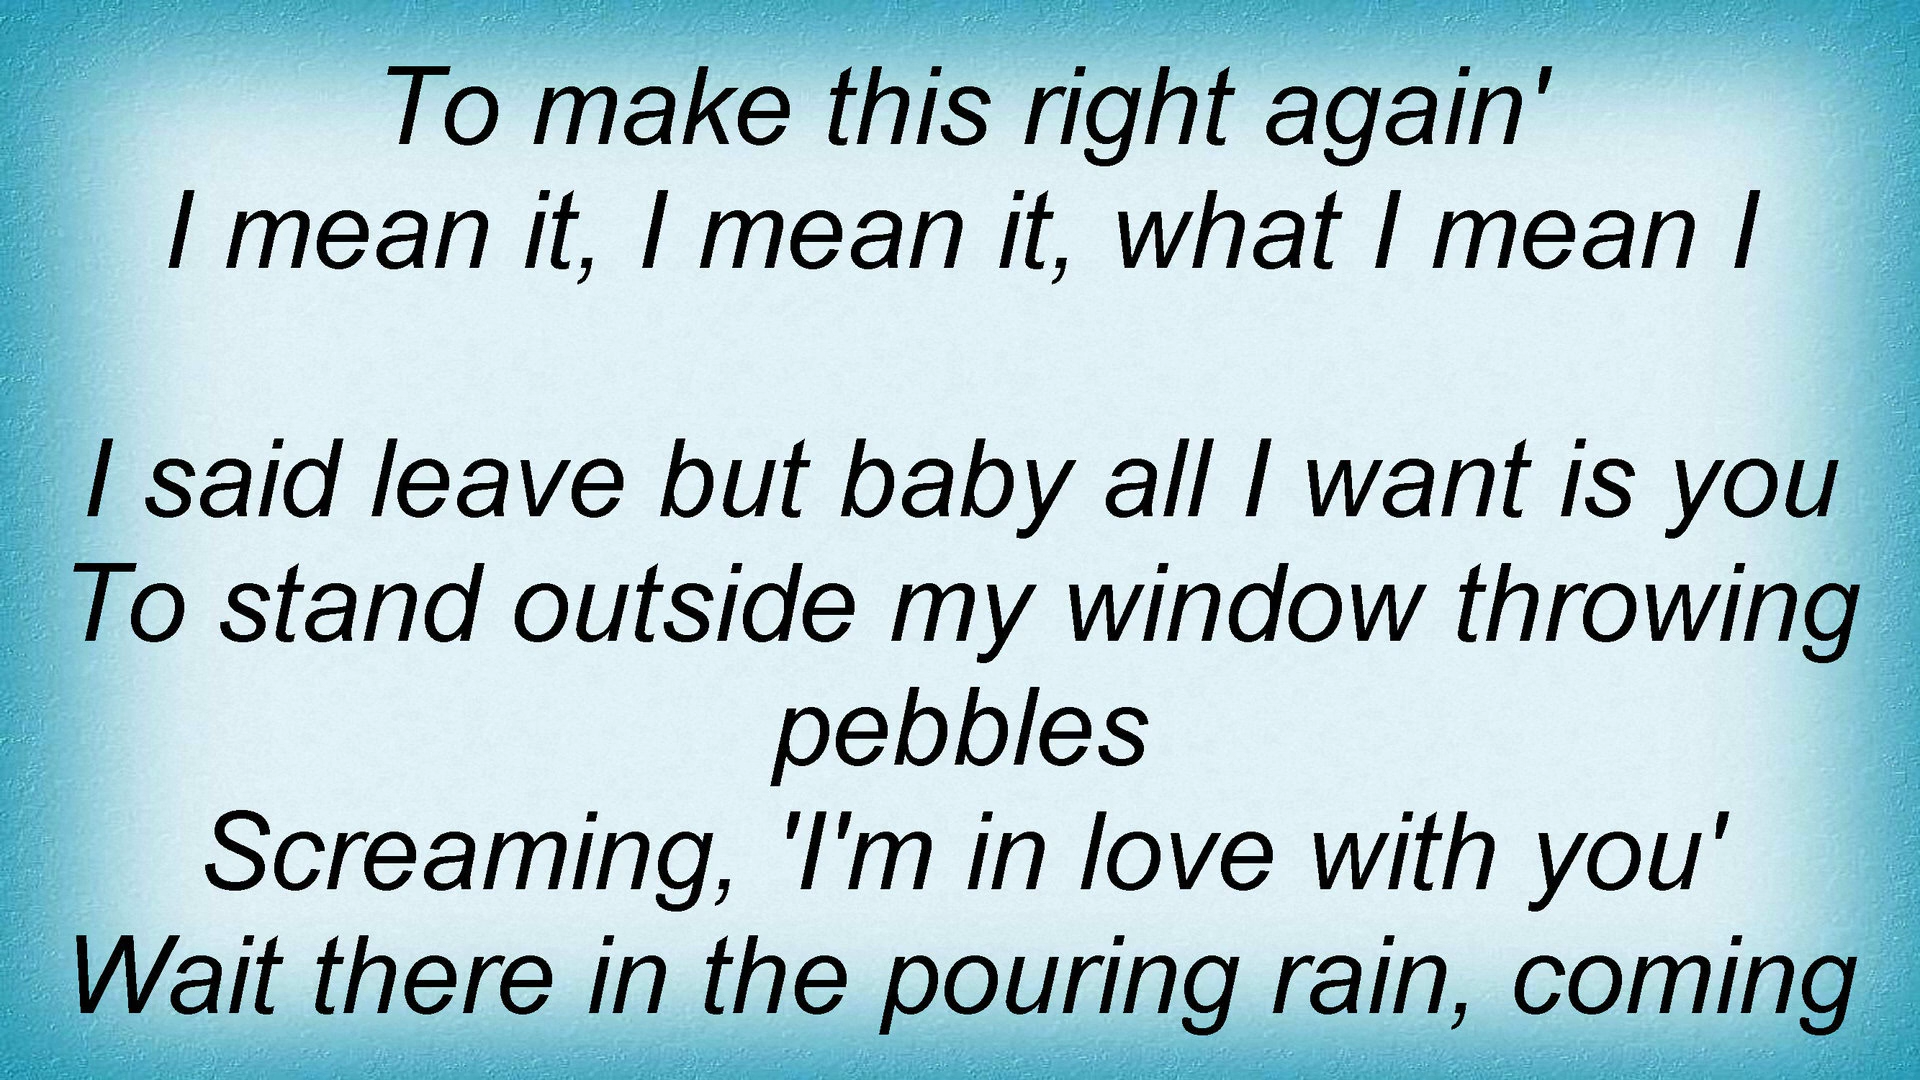 To make this right again'
I mean it, I mean it, what I mean I

I said leave but baby all I want is you
To stand outside my window throwing
pebbles
Screaming, 'I'm in love with you'
Wait there in the pouring rain, coming